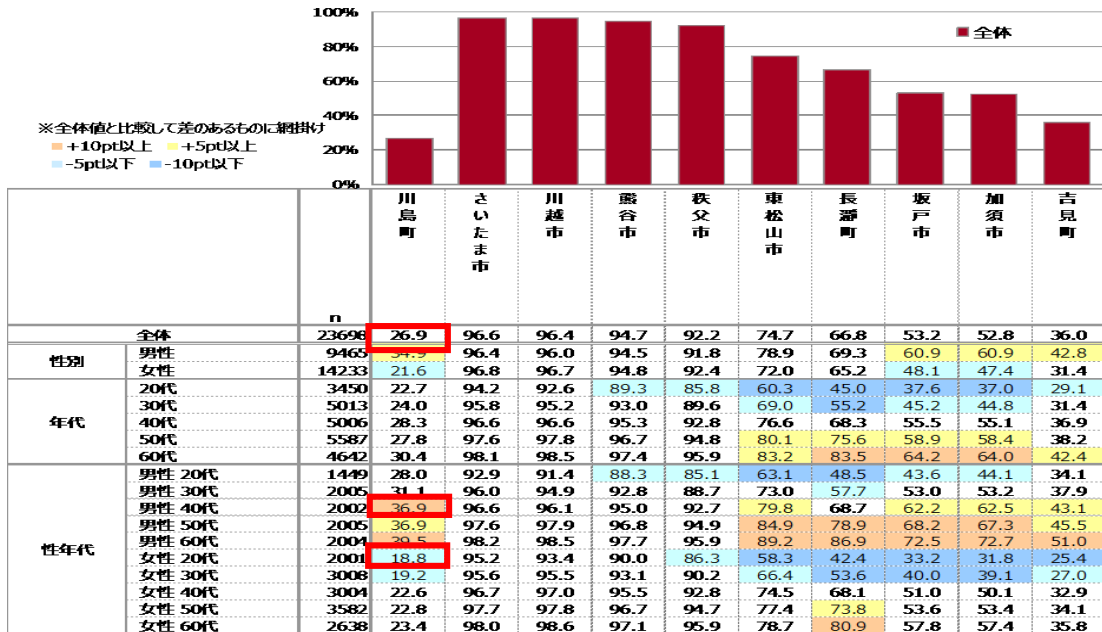 100%
80%
60%
40%
20%
0%
■ 全体
※全体値と比較して差のあるものに網掛け
■ +10pt以上 ■ +5pt以上
■ -5pt以下 ■ -10pt以下
n 川島町 さいたま市 川越市 熊谷市 秩父市 東松山市 長瀞町 坂戸市 加須市 吉見町
全体 23698 26.9 96.6 96.4 94.7 92.2 74.7 66.8 53.2 52.8 36.0
性別 男性 9465 34.9 96.4 96.0 94.5 91.8 78.9 69.3 60.9 60.9 42.8
女性 14233 21.6 96.8 96.7 94.8 92.4 72.0 65.2 48.1 47.4 31.4
年代 20代 3450 22.7 94.2 92.6 89.3 85.8 60.3 45.0 37.6 37.0 29.1
30代 5013 24.0 95.8 95.2 93.0 89.6 69.0 55.2 45.2 44.8 31.4
40代 5006 28.3 96.6 96.6 95.3 92.8 76.6 68.3 55.5 55.1 36.9
50代 5587 27.8 97.6 97.8 96.7 94.8 80.1 75.6 58.9 58.4 38.2
60代 4642 30.4 98.1 98.5 97.4 95.9 83.2 83.5 64.2 64.0 42.4
性年代 男性 20代 1449 28.0 92.9 91.4 88.3 85.1 63.1 48.5 43.6 44.1 34.1
男性 30代 2005 31.1 96.0 94.9 92.8 88.7 73.0 57.7 53.0 53.2 37.9
男性 40代 2002 36.9 96.6 96.1 95.0 92.7 79.8 68.7 62.2 62.5 43.1
男性 50代 2005 36.9 97.6 97.9 96.8 94.9 84.9 78.9 68.2 67.3 45.5
男性 60代 2004 39.5 98.2 98.5 97.7 95.9 89.2 86.9 72.5 72.7 51.0
女性 20代 2001 18.8 95.2 93.4 90.0 86.3 58.3 42.4 33.2 31.8 25.4
女性 30代 3008 19.2 95.6 95.5 93.1 90.2 66.4 53.6 40.0 39.1 27.0
女性 40代 3004 22.6 96.7 97.0 95.5 92.8 74.5 68.1 51.0 50.1 32.9
女性 50代 3582 22.8 97.7 97.8 96.7 94.7 77.4 73.8 53.6 53.4 34.1
女性 60代 2638 23.4 98.0 98.6 97.1 95.9 78.7 80.9 57.8 57.4 35.8